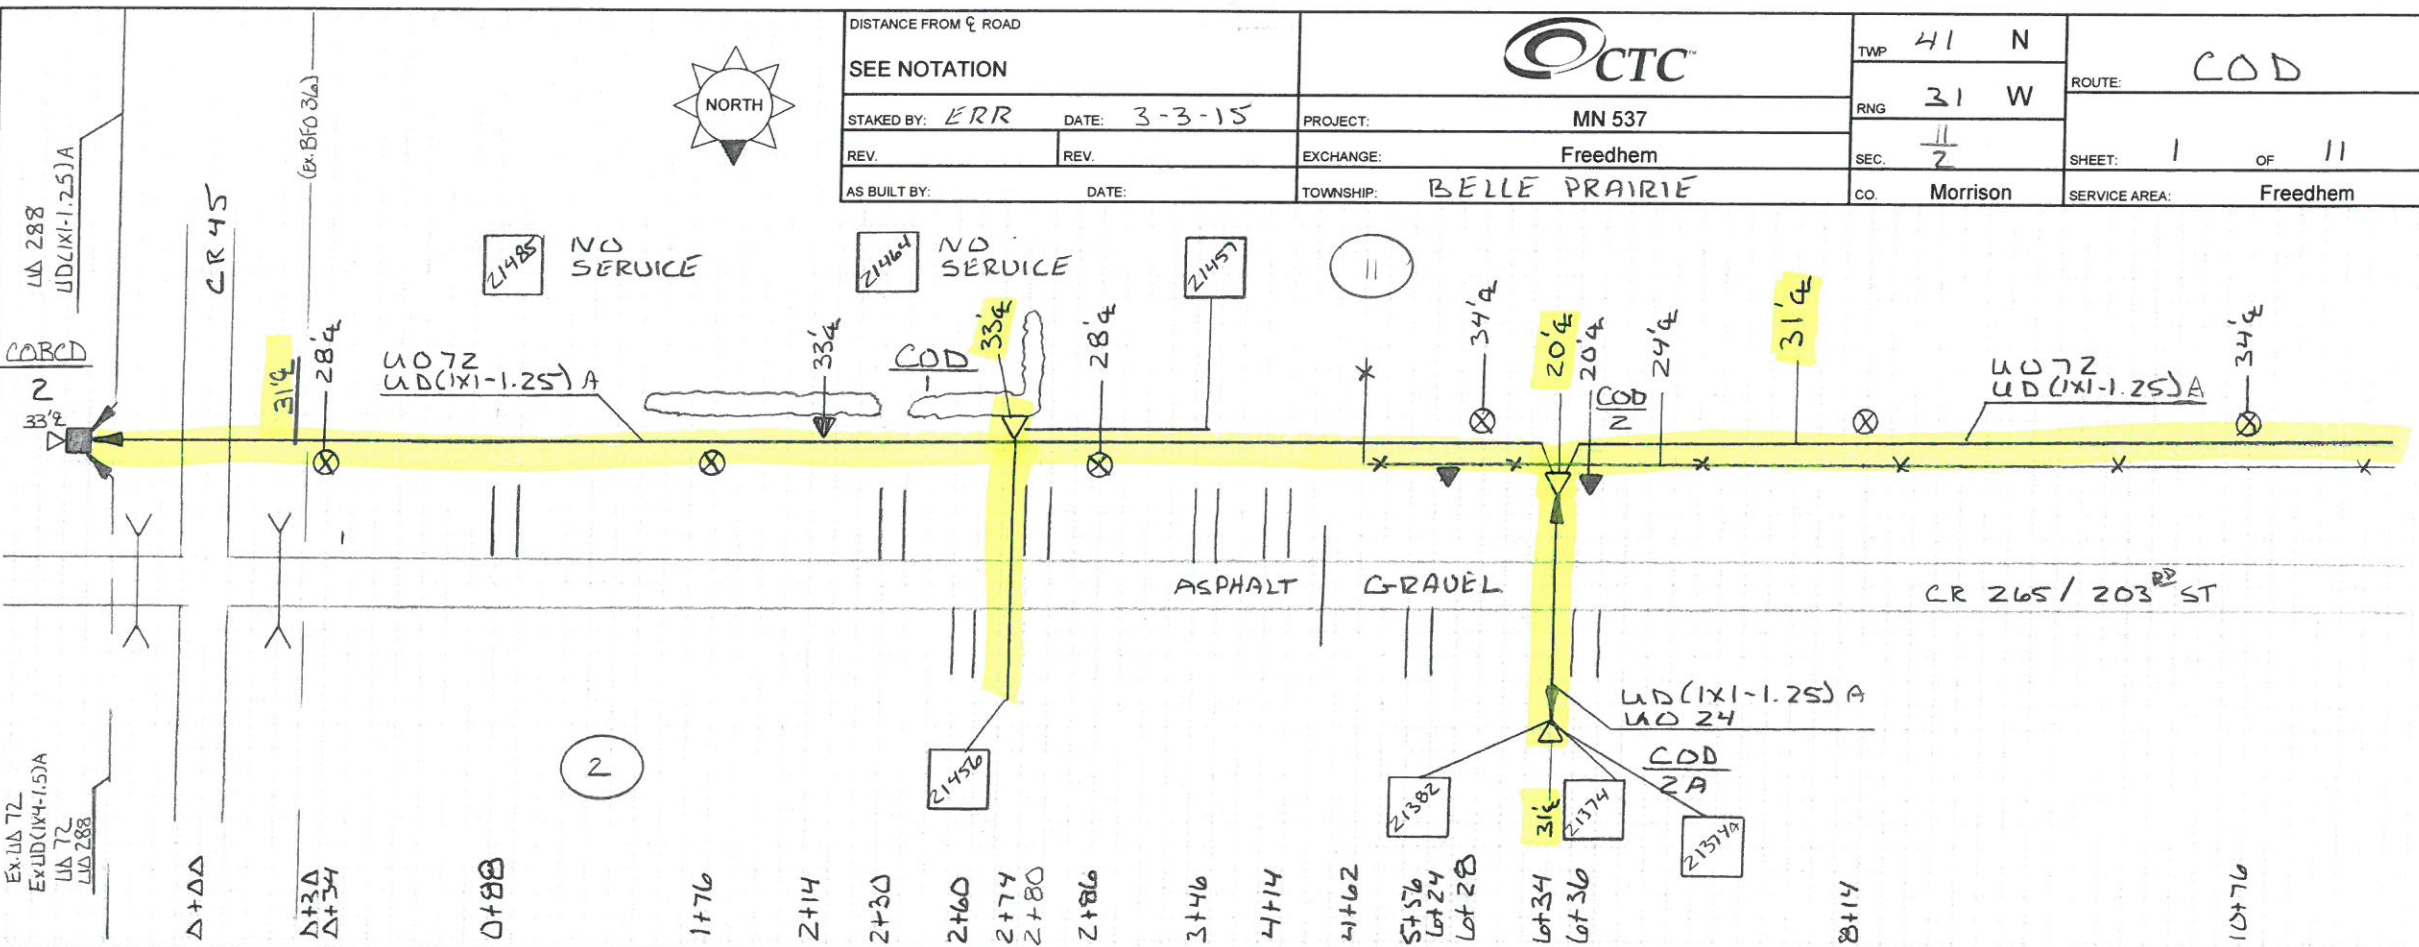 DISTANCE FROM ℄ ROAD
SEE NOTATION
STAKED BY: ERR DATE: 3-3-15
REV. REV.
AS BUILT BY: DATE:
CTC™
PROJECT: MN 537
EXCHANGE: Freedhem
TOWNSHIP: BELLE PRAIRIE
TWP 41 N
RNG 31 W
SEC. 11
2
CO. Morrison
ROUTE: COD
SHEET: 1 OF 11
SERVICE AREA: Freedhem
NORTH
UO 288
UD(1X1-1.25)A
CR 45
(Ex.BFO 36)
21485
NO
SERVICE
21464
NO
SERVICE
21457
11
COBCD
2
33'℄
31'℄
28'℄
UO 72
UD(1X1-1.25)A
33'℄
COD
1
33'℄
28'℄
34'℄
20'℄
20'℄
COD
2
24'℄
31'℄
UO 72
UD(1X1-1.25)A
34'℄
ASPHALT
GRAVEL
CR 265 / 203RD ST
UD(1X1-1.25)A
UO 24
COD
2A
2
21456
21382
31'℄
21374
21374A
Ex.UO 72
Ex.UD(1X4-1.5)A
UO 72
UO 288
0+00
0+30
0+34
0+88
1+76
2+14
2+30
2+60
2+74
2+80
2+86
3+46
4+14
4+62
5+56
6+24
6+28
6+34
6+36
8+14
10+76